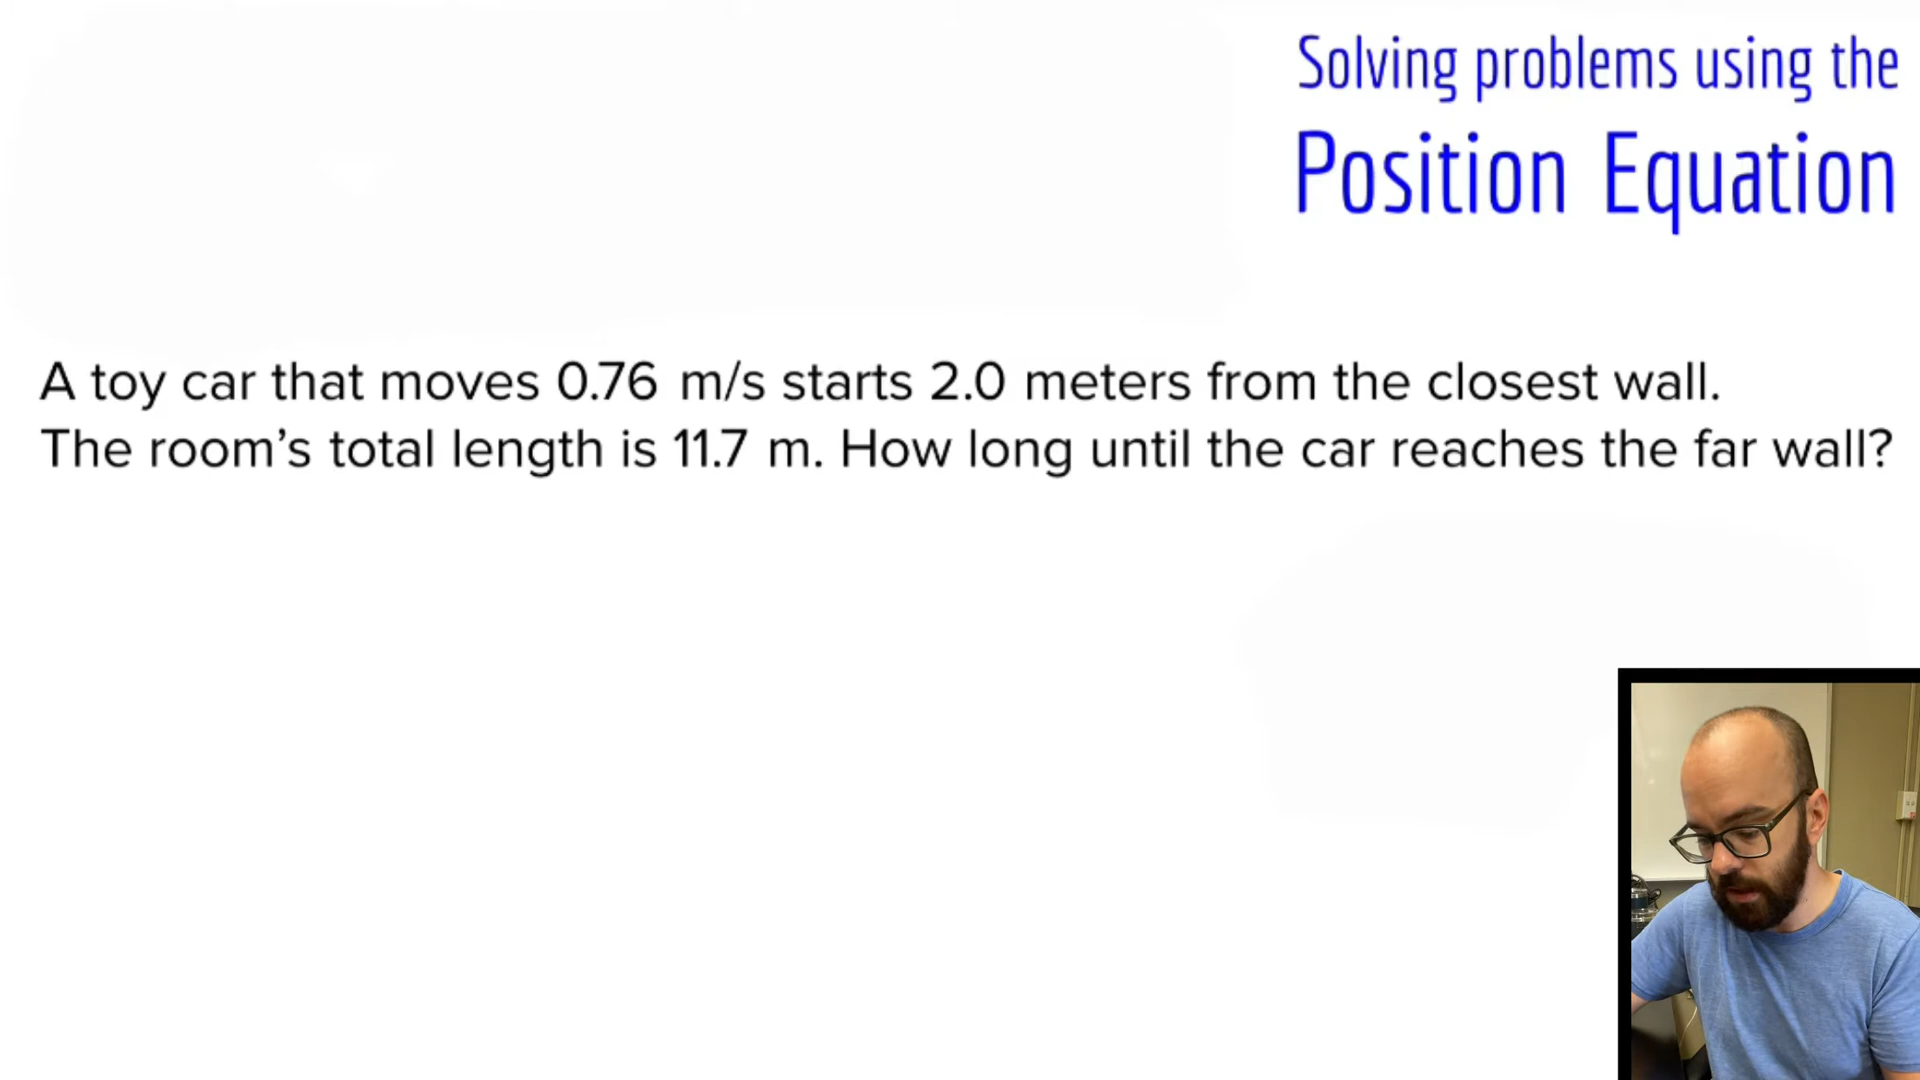 Solving problems using the
Position Equation
A toy car that moves 0.76 m/s starts 2.0 meters from the closest wall.
The room’s total length is 11.7 m. How long until the car reaches the far wall?